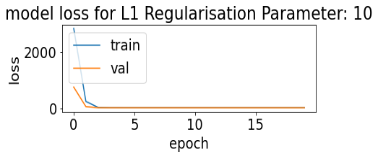 model loss for L1 Regularisation Parameter: 10
2000
0
loss
train
val
0
5
10
15
epoch